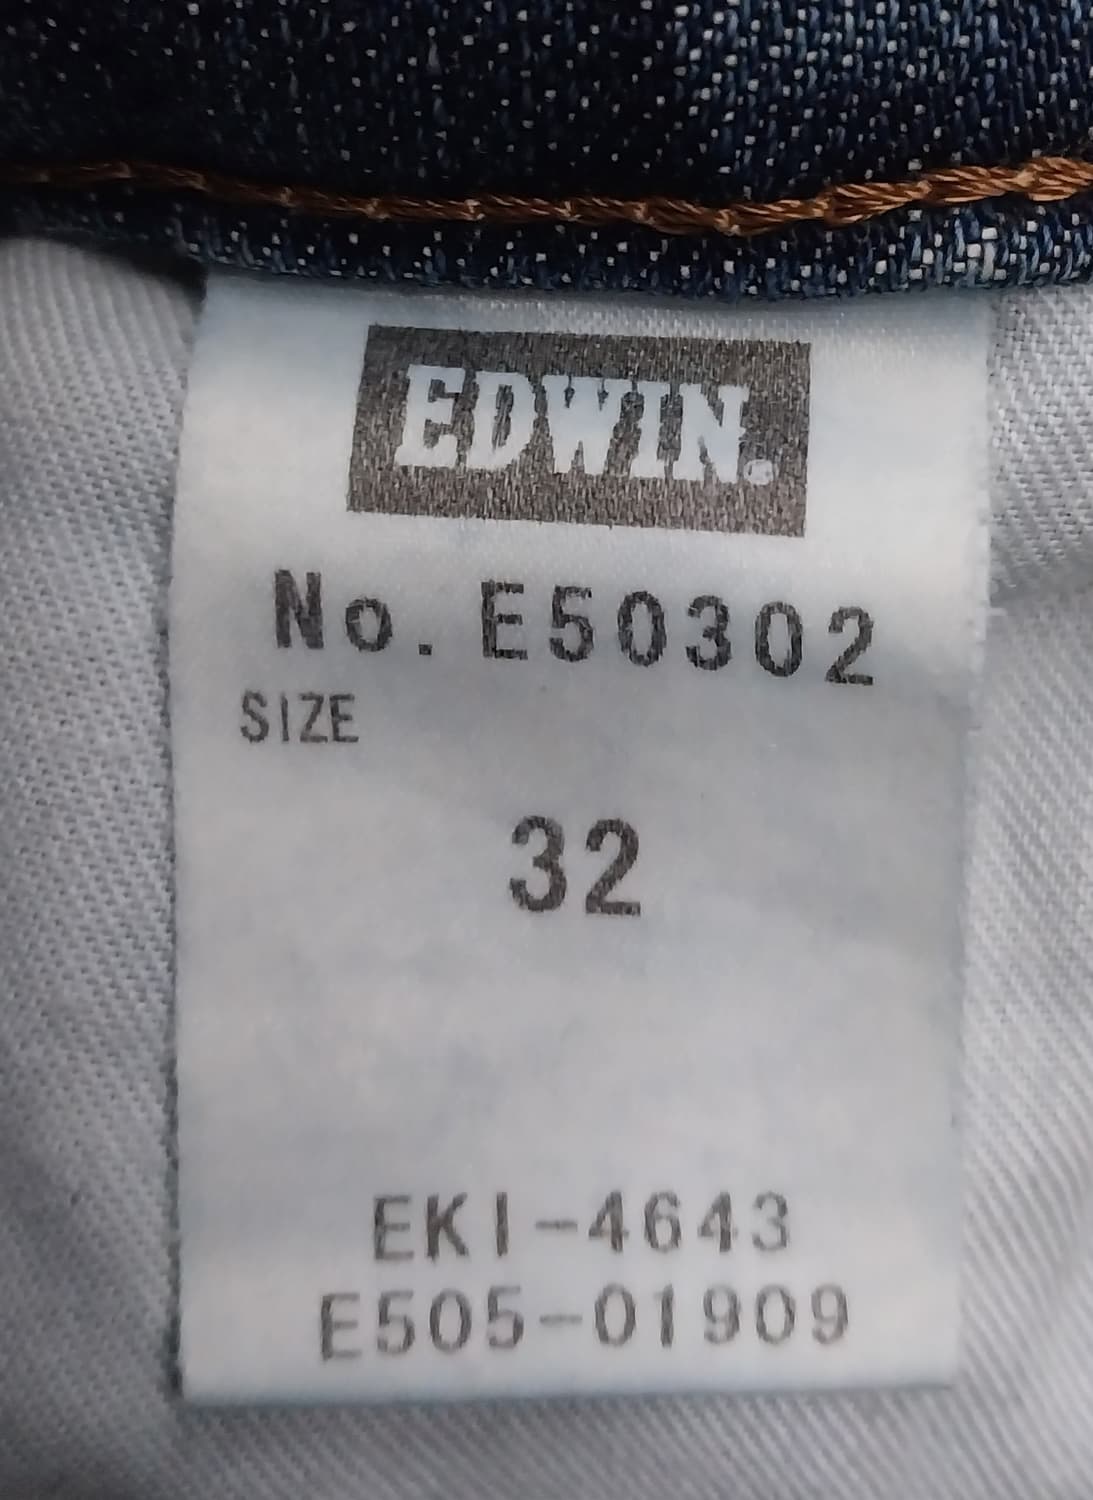 EDWIN®
No. E50302
SIZE
32
EKI-4643
E505-01909